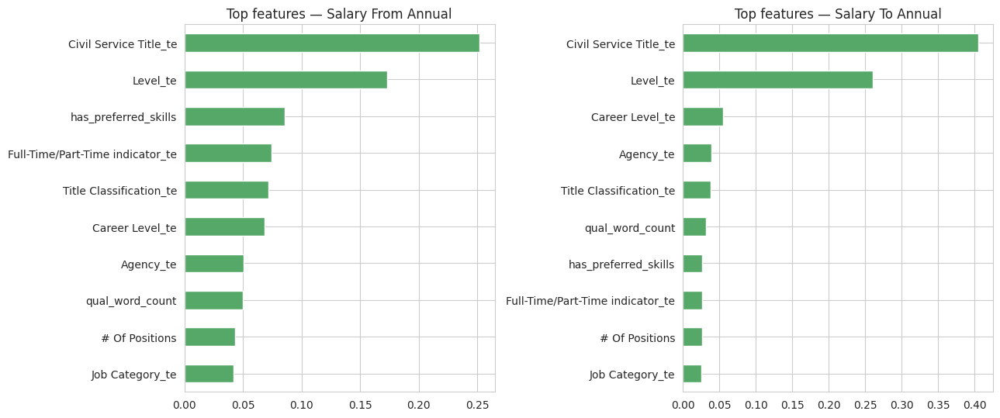 Top features — Salary From Annual
Civil Service Title_te
Level_te
has_preferred_skills
Full-Time/Part-Time indicator_te
Title Classification_te
Career Level_te
Agency_te
qual_word_count
# Of Positions
Job Category_te
0.00 0.05 0.10 0.15 0.20 0.25
Top features — Salary To Annual
Civil Service Title_te
Level_te
Career Level_te
Agency_te
Title Classification_te
qual_word_count
has_preferred_skills
Full-Time/Part-Time indicator_te
# Of Positions
Job Category_te
0.00 0.05 0.10 0.15 0.20 0.25 0.30 0.35 0.40